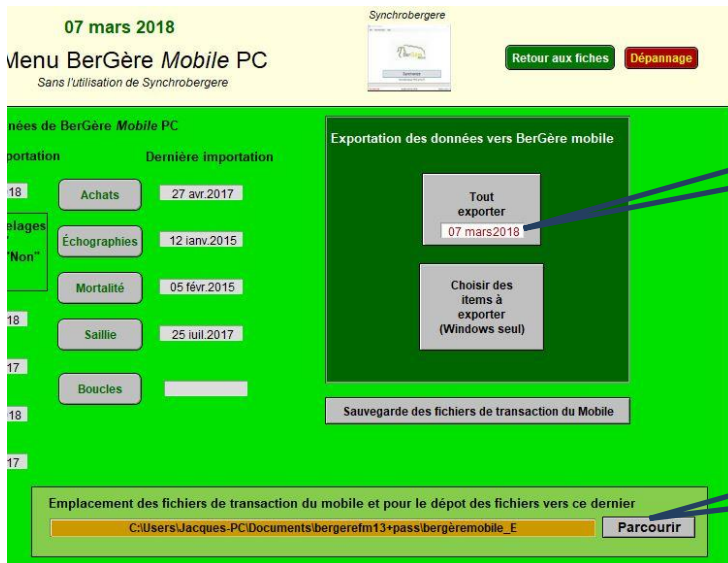 07 mars 2018
Synchrobergere
Menu BerGère Mobile PC
Sans l'utilisation de Synchrobergere
Retour aux fiches
Dépannage
nées de BerGère Mobile PC
portation
Dernière importation
18
Achats
27 avr.2017
elages
"Non"
Échographies
12 janv.2015
Mortalité
05 févr.2015
18
Saillie
25 juil.2017
17
Boucles
18
17
Exportation des données vers BerGère mobile
Tout
exporter
07 mars2018
Choisir des
items à
exporter
(Windows seul)
Sauvegarde des fichiers de transaction du Mobile
Emplacement des fichiers de transaction du mobile et pour le dépot des fichiers vers ce dernier
C:\Users\Jacques-PC\Documents\bergerefm13+pass\bergèremobile_E
Parcourir